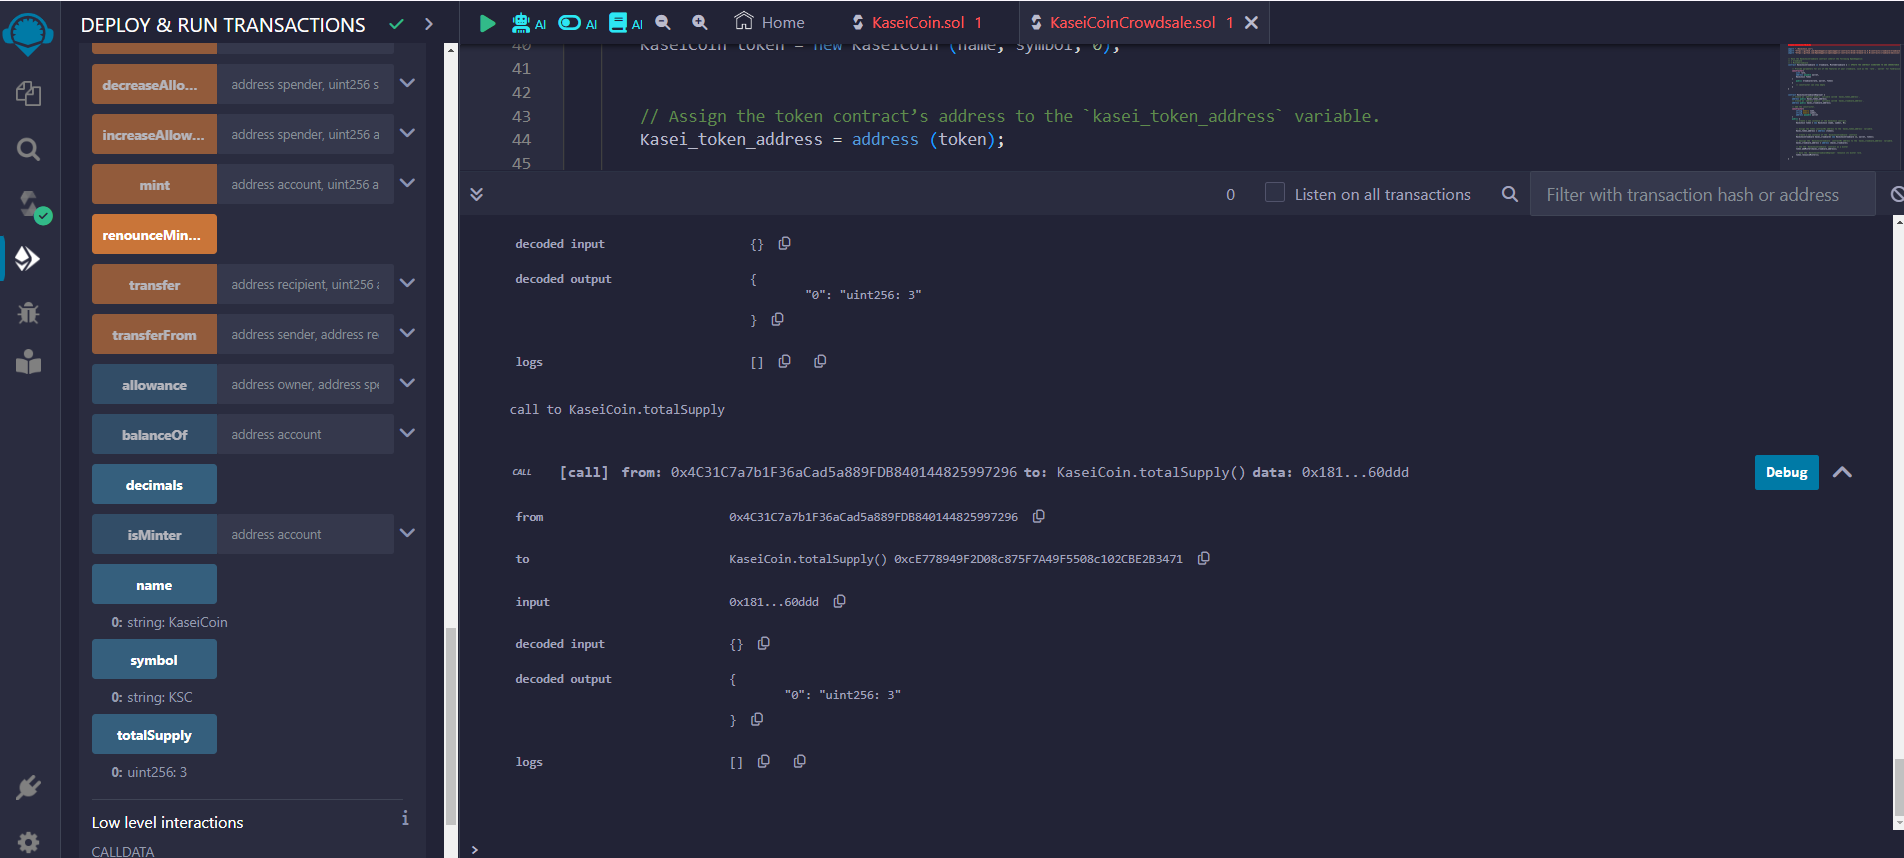 DEPLOY & RUN TRANSACTIONS
decreaseAllo... address spender, uint256 s
increaseAllow... address spender, uint256 a
mint address account, uint256 a
renounceMin...
transfer address recipient, uint256 a
transferFrom address sender, address re
allowance address owner, address spe
balanceOf address account
decimals
isMinter address account
name
0: string: KaseiCoin
symbol
0: string: KSC
totalSupply
0: uint256: 3
Low level interactions
i
CALLDATA
AI AI AI Home KaseiCoin.sol 1 KaseiCoinCrowdsale.sol 1
40 KaseiCoin token = new KaseiCoin (name, symbol, 0);
41
42
43 // Assign the token contract’s address to the `kasei_token_address` variable.
44 Kasei_token_address = address (token);
45
0 Listen on all transactions Filter with transaction hash or address
decoded input {}
decoded output {
"0": "uint256: 3"
}
logs []
call to KaseiCoin.totalSupply
CALL [call] from: 0x4C31C7a7b1F36aCad5a889FDB840144825997296 to: KaseiCoin.totalSupply() data: 0x181...60ddd Debug
from 0x4C31C7a7b1F36aCad5a889FDB840144825997296
to KaseiCoin.totalSupply() 0xcE778949F2D08c875F7A49F5508c102CBE2B3471
input 0x181...60ddd
decoded input {}
decoded output {
"0": "uint256: 3"
}
logs []
>